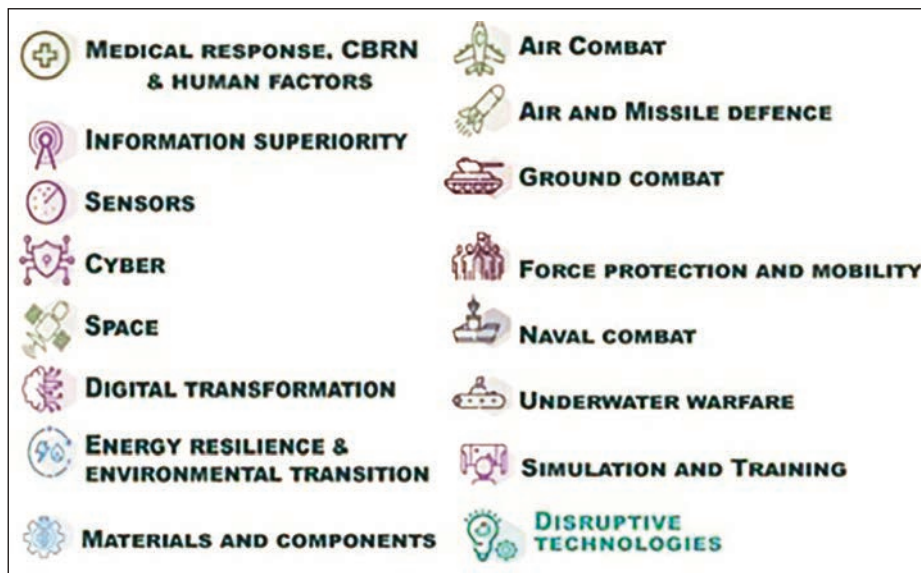 MEDICAL RESPONSE, CBRN
& HUMAN FACTORS
INFORMATION SUPERIORITY
SENSORS
CYBER
SPACE
DIGITAL TRANSFORMATION
ENERGY RESILIENCE &
ENVIRONMENTAL TRANSITION
MATERIALS AND COMPONENTS
AIR COMBAT
AIR AND MISSILE DEFENCE
GROUND COMBAT
FORCE PROTECTION AND MOBILITY
NAVAL COMBAT
UNDERWATER WARFARE
SIMULATION AND TRAINING
DISRUPTIVE
TECHNOLOGIES